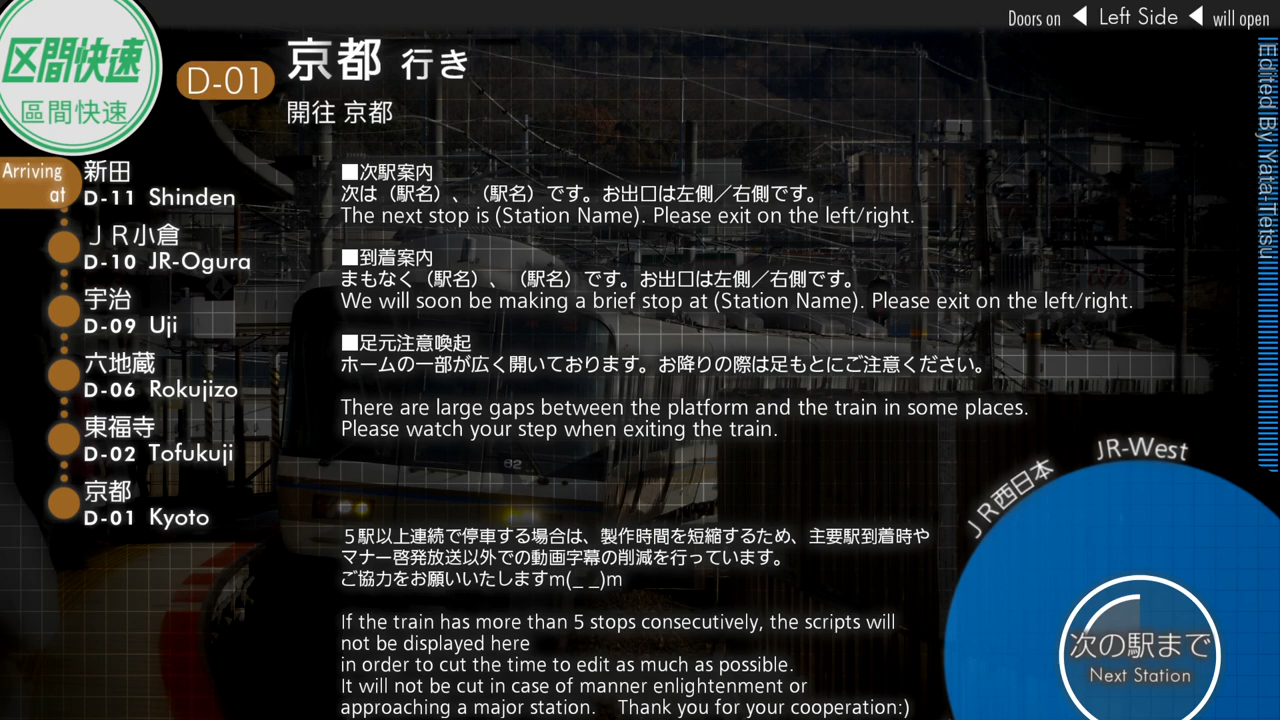 Doors on ◀ Left Side ◀ will open
区間快速
區間快速
D-01 京都 行き
開往 京都
Edited By Yatai-Tetsu
Arriving at
新田
D-11 Shinden
ＪＲ小倉
D-10 JR-Ogura
宇治
D-09 Uji
六地蔵
D-06 Rokujizo
東福寺
D-02 Tofukuji
京都
D-01 Kyoto
■次駅案内
次は（駅名）、（駅名）です。お出口は左側／右側です。
The next stop is (Station Name). Please exit on the left/right.
■到着案内
まもなく（駅名）、（駅名）です。お出口は左側／右側です。
We will soon be making a brief stop at (Station Name). Please exit on the left/right.
■足元注意喚起
ホームの一部が広く開いております。お降りの際は足もとにご注意ください。
There are large gaps between the platform and the train in some places.
Please watch your step when exiting the train.
62
５駅以上連続で停車する場合は、製作時間を短縮するため、主要駅到着時や
マナー啓発放送以外での動画字幕の削減を行っています。
ご協力をお願いいたしますm(_ _)m
If the train has more than 5 stops consecutively, the scripts will
not be displayed here
in order to cut the time to edit as much as possible.
It will not be cut in case of manner enlightenment or
approaching a major station.　Thank you for your cooperation:)
ＪＲ西日本
JR-West
次の駅まで
Next Station